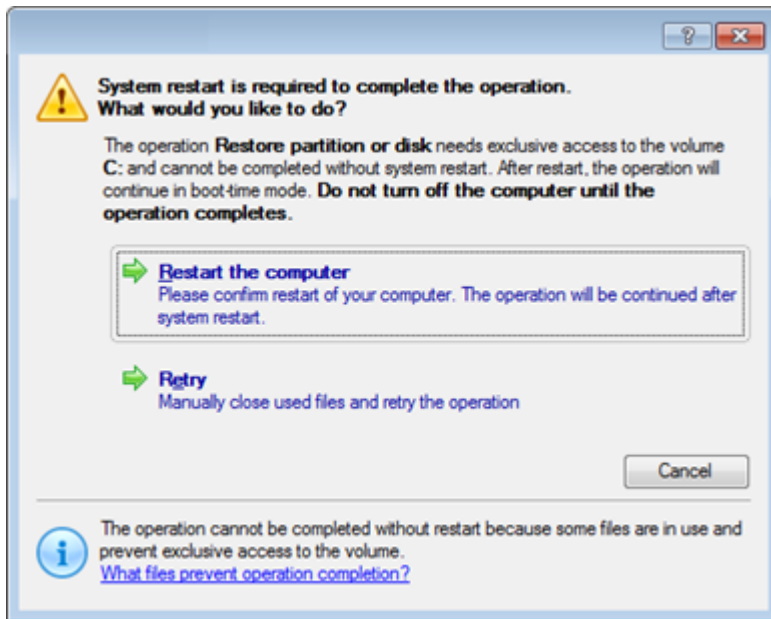 System restart is required to complete the operation.
What would you like to do?
The operation Restore partition or disk needs exclusive access to the volume
C: and cannot be completed without system restart. After restart, the operation will
continue in boot-time mode. Do not turn off the computer until the
operation completes.
Restart the computer
Please confirm restart of your computer. The operation will be continued after
system restart.
Retry
Manually close used files and retry the operation
Cancel
The operation cannot be completed without restart because some files are in use and
prevent exclusive access to the volume.
What files prevent operation completion?